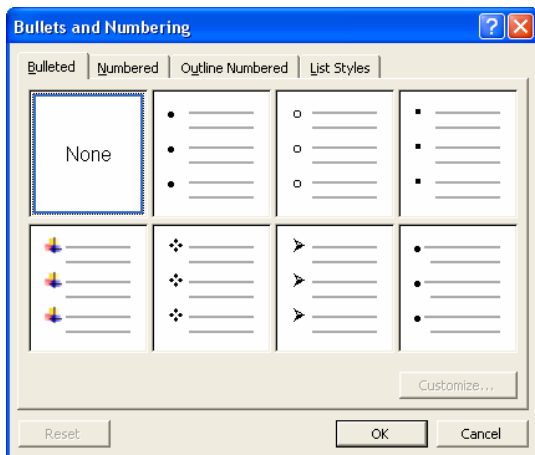 Bullets and Numbering
Bulleted Numbered Outline Numbered List Styles
None
Customize...
Reset OK Cancel